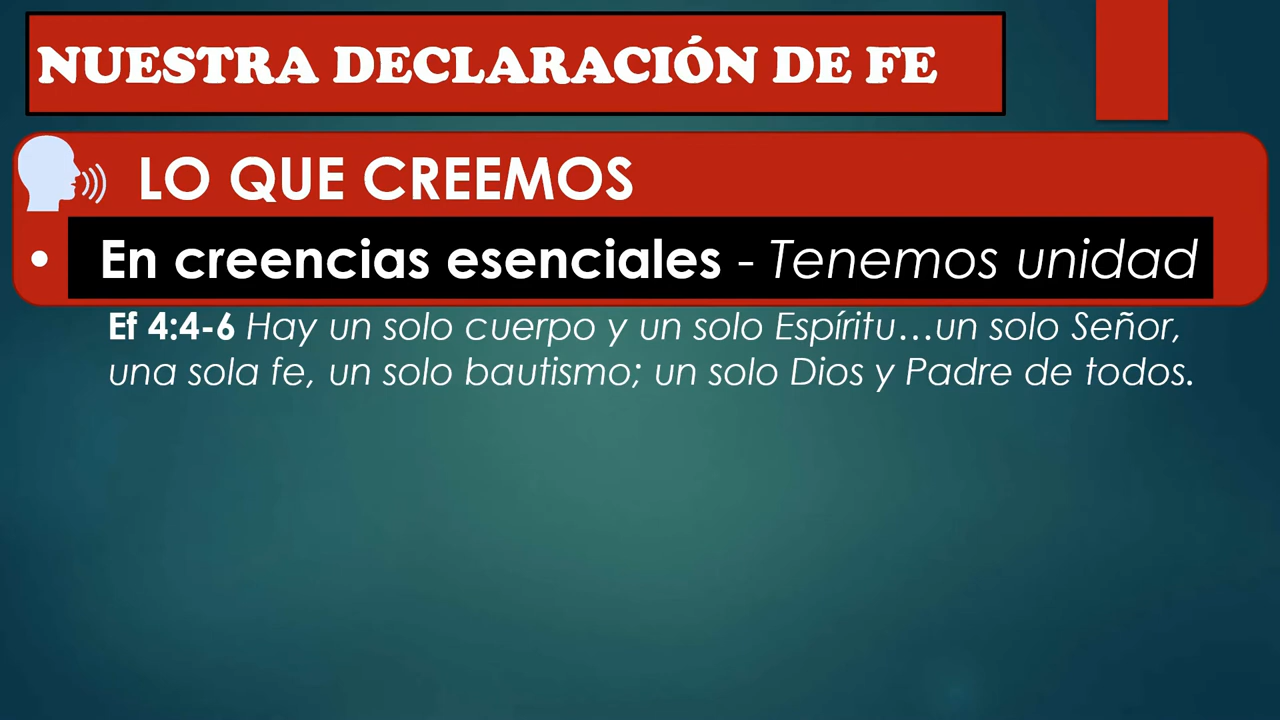 NUESTRA DECLARACIÓN DE FE
LO QUE CREEMOS
• En creencias esenciales - Tenemos unidad
Ef 4:4-6 Hay un solo cuerpo y un solo Espíritu…un solo Señor,
una sola fe, un solo bautismo; un solo Dios y Padre de todos.